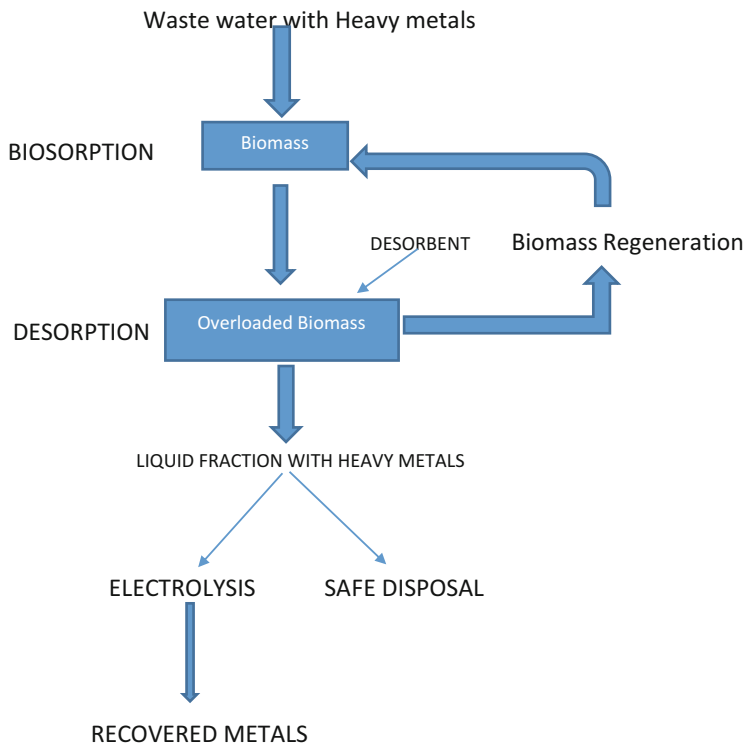 Waste water with Heavy metals
Biomass
BIOSORPTION
DESORBENT
Biomass Regeneration
Overloaded Biomass
DESORPTION
LIQUID FRACTION WITH HEAVY METALS
ELECTROLYSIS
SAFE DISPOSAL
RECOVERED METALS